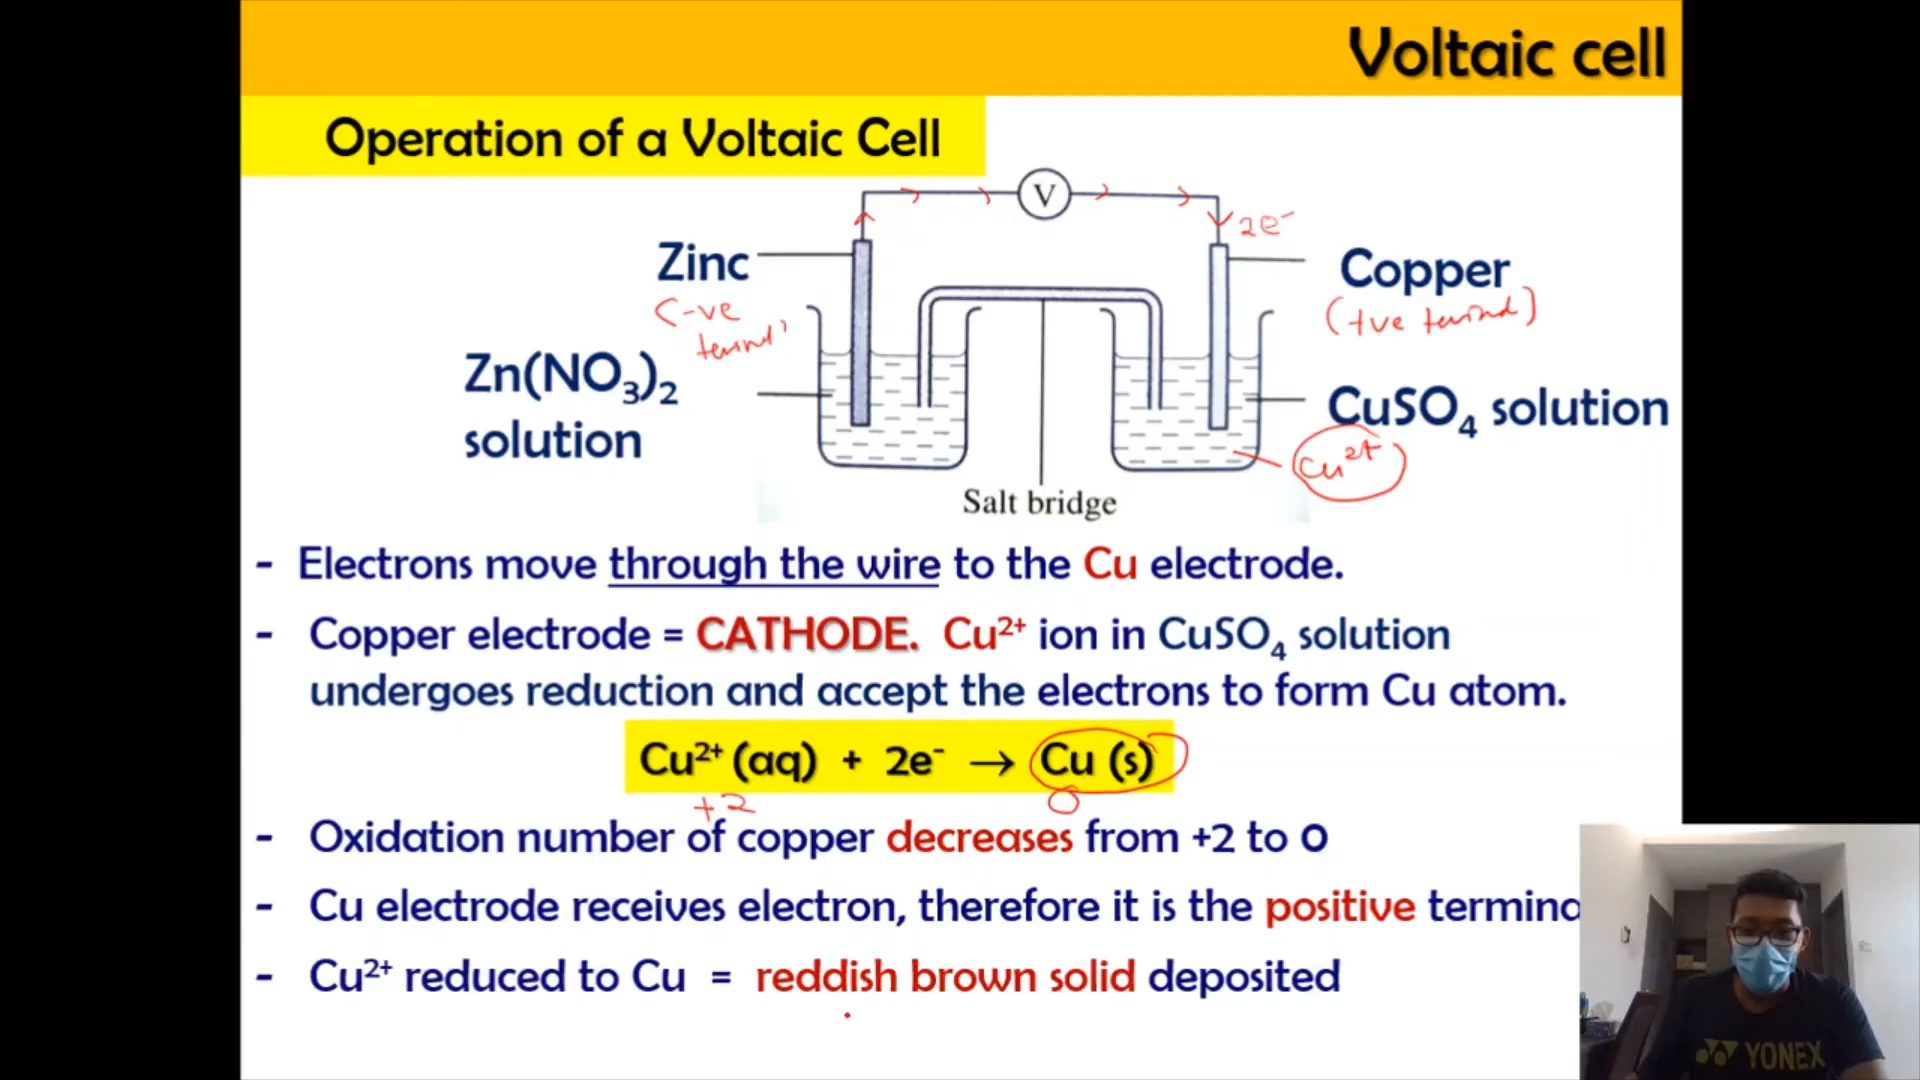 Voltaic cell
Operation of a Voltaic Cell
V
2e⁻
Zinc
Copper
(-ve
(+ve
Zn(NO₃)₂
solution
CuSO₄ solution
Cu²⁺
Salt bridge
- Electrons move through the wire to the Cu electrode.
- Copper electrode = CATHODE. Cu²⁺ ion in CuSO₄ solution
undergoes reduction and accept the electrons to form Cu atom.
Cu²⁺ (aq) + 2e⁻ → Cu (s)
+2
0
- Oxidation number of copper decreases from +2 to 0
- Cu electrode receives electron, therefore it is the positive termina
- Cu²⁺ reduced to Cu = reddish brown solid deposited
YONEX